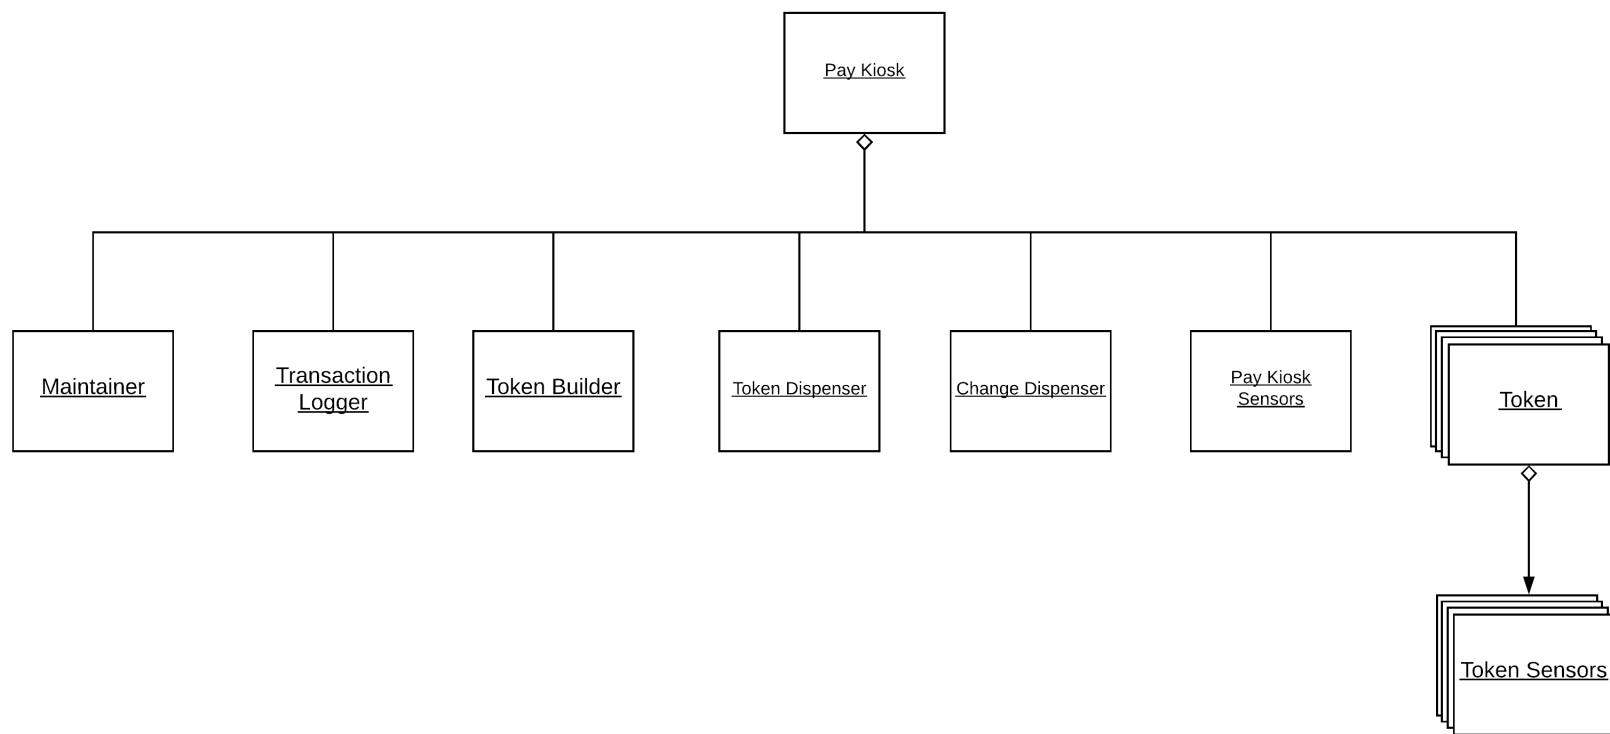 Pay Kiosk
Maintainer
Transaction
Logger
Token Builder
Token Dispenser
Change Dispenser
Pay Kiosk
Sensors
Token
Token Sensors